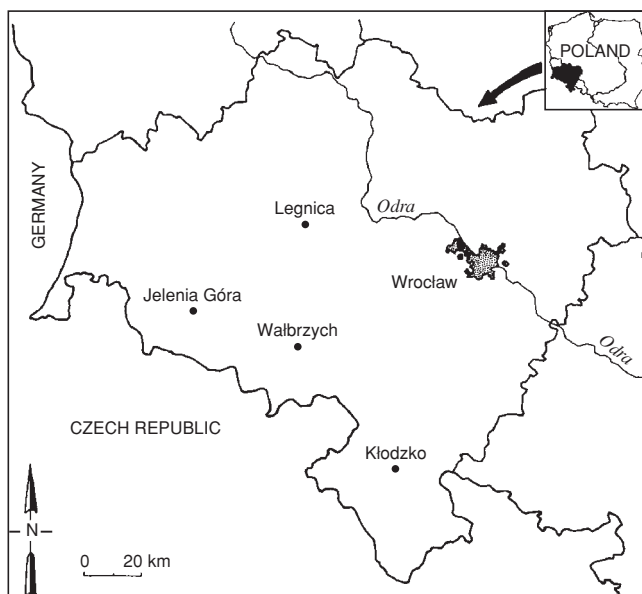 POLAND
GERMANY
Odra
Legnica
Wrocław
Jelenia Góra
Wałbrzych
Odra
CZECH REPUBLIC
Kłodzko
N
0 20 km